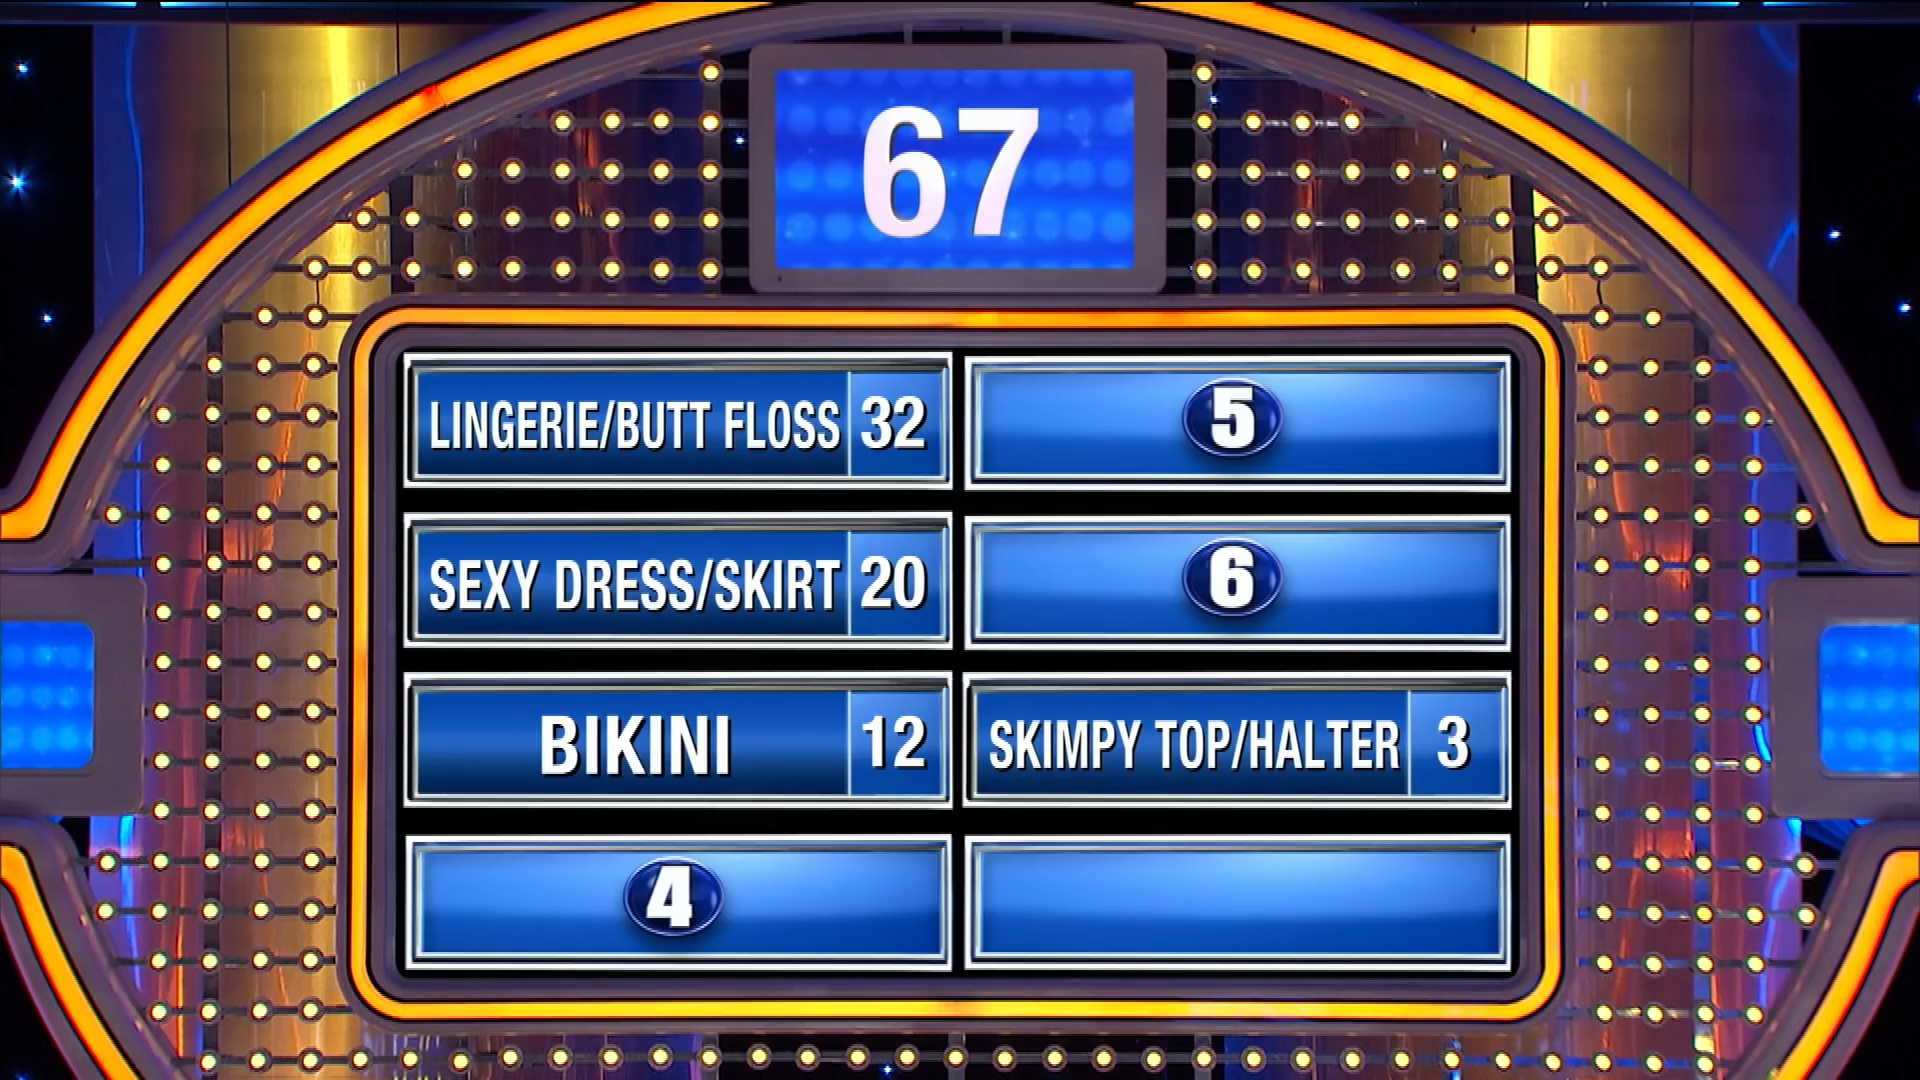 67
LINGERIE/BUTT FLOSS 32
5
SEXY DRESS/SKIRT 20
6
BIKINI 12
SKIMPY TOP/HALTER 3
4